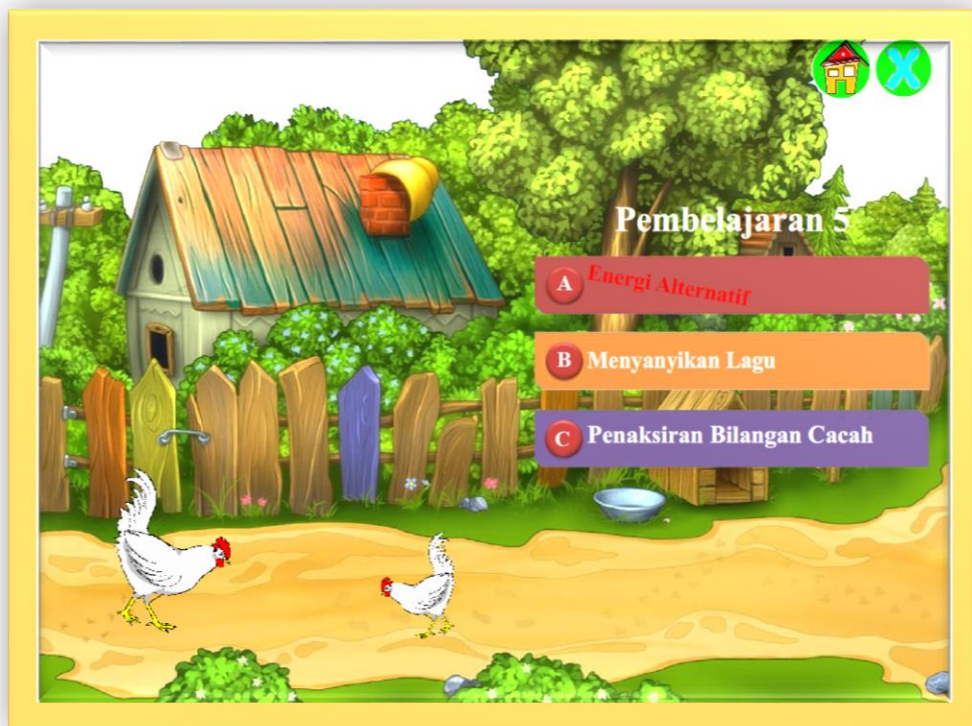 Pembelajaran 5
A Energi Alternatif
B Menyanyikan Lagu
C Penaksiran Bilangan Cacah